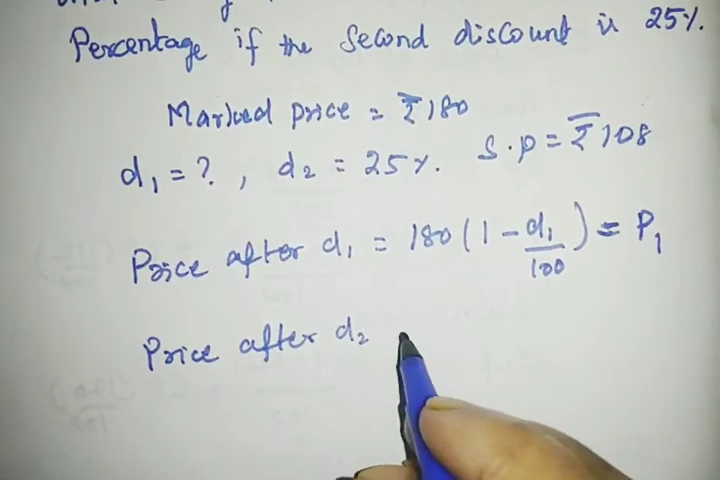 Percentage if the Second discount is 25%.
Marked price = ₹180
d₁ = ? , d₂ = 25%. S.P = ₹108
Price after d₁ = 180(1 - d₁/100) = P₁
Price after d₂